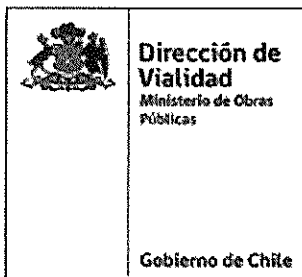 Dirección de
Vialidad
Ministerio de Obras
Públicas
Gobierno de Chile